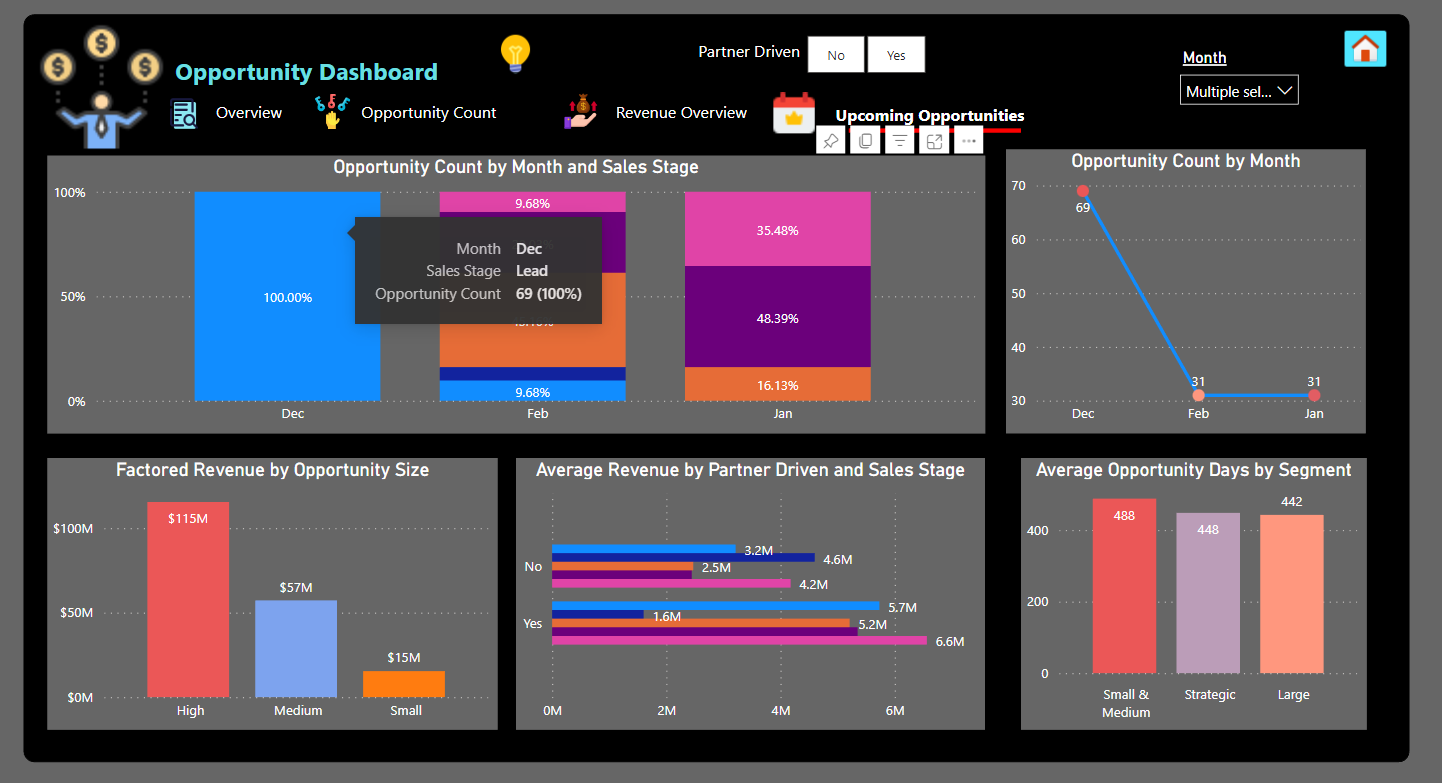 Opportunity Dashboard
Partner Driven
No
Yes
Month
Multiple sel...
Overview
Opportunity Count
Revenue Overview
Upcoming Opportunities
Opportunity Count by Month and Sales Stage
100%
50%
0%
100.00%
9.68%
9.68%
35.48%
48.39%
16.13%
Dec
Feb
Jan
Month Dec
Sales Stage Lead
Opportunity Count 69 (100%)
Opportunity Count by Month
70
60
50
40
30
69
31
31
Dec
Feb
Jan
Factored Revenue by Opportunity Size
$100M
$50M
$0M
$115M
$57M
$15M
High
Medium
Small
Average Revenue by Partner Driven and Sales Stage
No
3.2M
4.6M
2.5M
4.2M
Yes
5.7M
1.6M
5.2M
6.6M
0M
2M
4M
6M
Average Opportunity Days by Segment
400
200
0
488
448
442
Small &
Medium
Strategic
Large